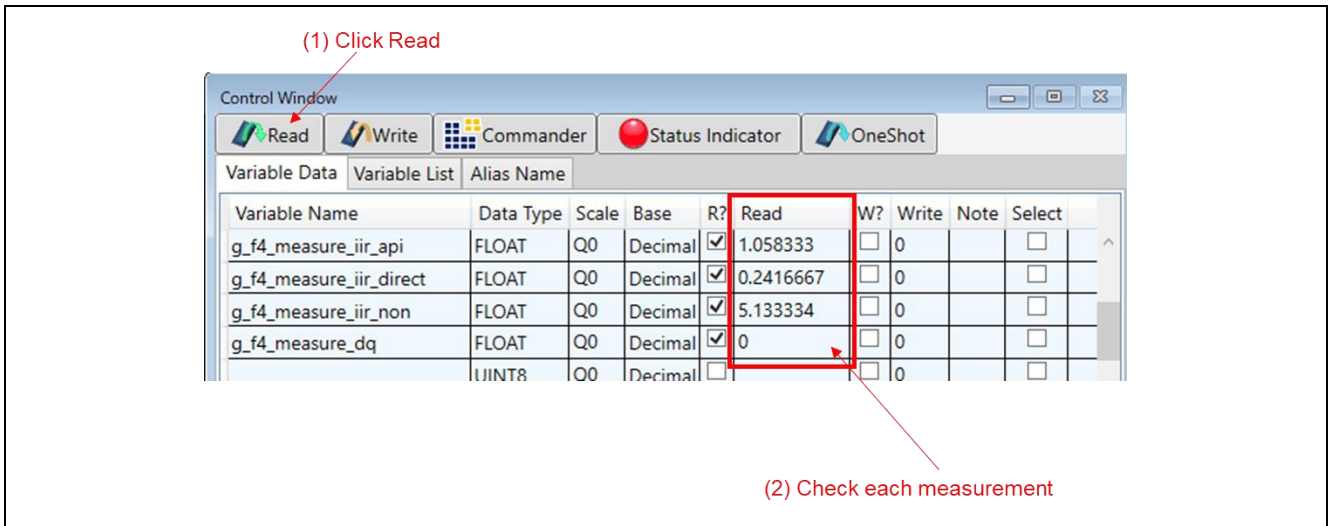 (1) Click Read
Control Window
Read Write Commander Status Indicator OneShot
Variable Data Variable List Alias Name
Variable Name Data Type Scale Base R? Read W? Write Note Select
g_f4_measure_iir_api FLOAT Q0 Decimal 1.058333 0
g_f4_measure_iir_direct FLOAT Q0 Decimal 0.2416667 0
g_f4_measure_iir_non FLOAT Q0 Decimal 5.133334 0
g_f4_measure_dq FLOAT Q0 Decimal 0 0
UINT8 Q0 Decimal 0
(2) Check each measurement